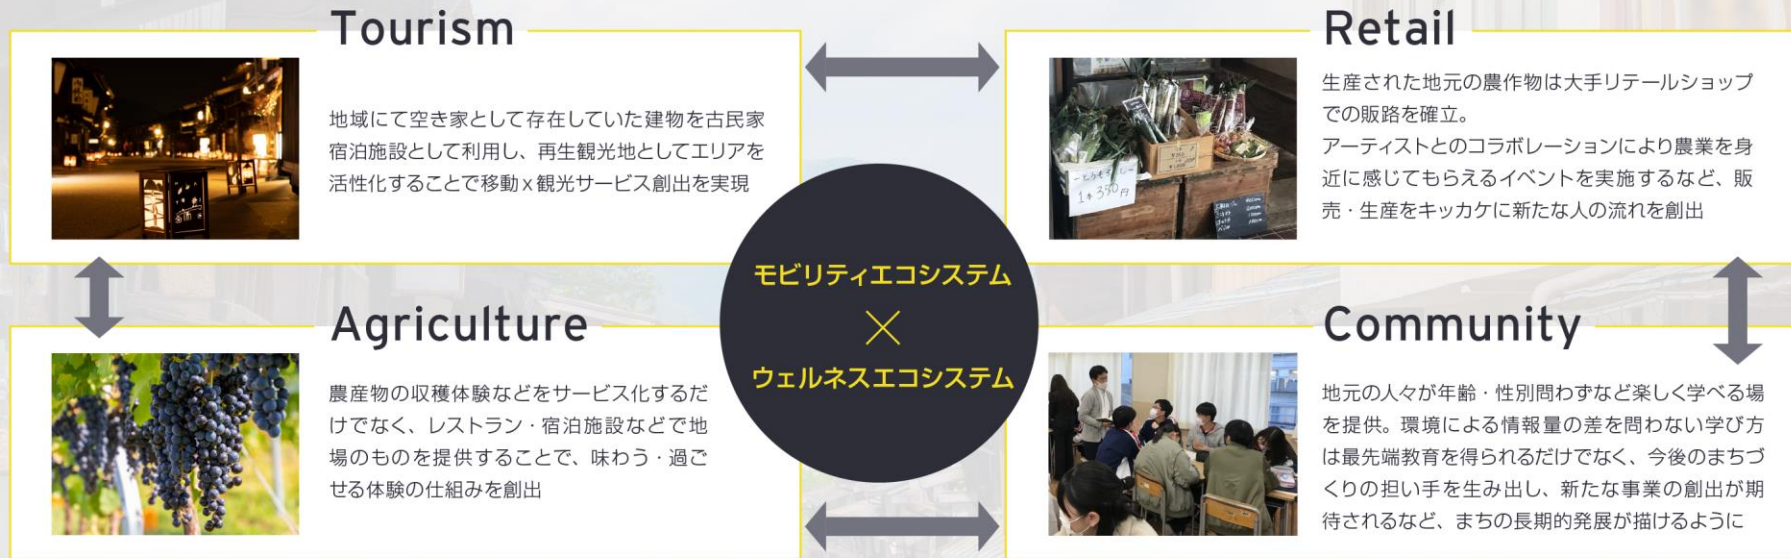 Tourism
地域にて空き家として存在していた建物を古民家
宿泊施設として利用し、再生観光地としてエリアを
活性化することで移動x観光サービス創出を実現
Retail
1本350円
生産された地元の農作物は大手リテールショップ
での販路を確立。
アーティストとのコラボレーションにより農業を身
近に感じてもらえるイベントを実施するなど、販
売・生産をキッカケに新たな人の流れを創出
モビリティエコシステム
×
ウェルネスエコシステム
Agriculture
農産物の収穫体験などをサービス化するだ
けでなく、レストラン・宿泊施設などで地
場のものを提供することで、味わう・過ご
せる体験の仕組みを創出
Community
地元の人々が年齢・性別問わずなど楽しく学べる場
を提供。環境による情報量の差を問わない学び方
は最先端教育を得られるだけでなく、今後のまちづ
くりの担い手を生み出し、新たな事業の創出が期
待されるなど、まちの長期的発展が描けるように